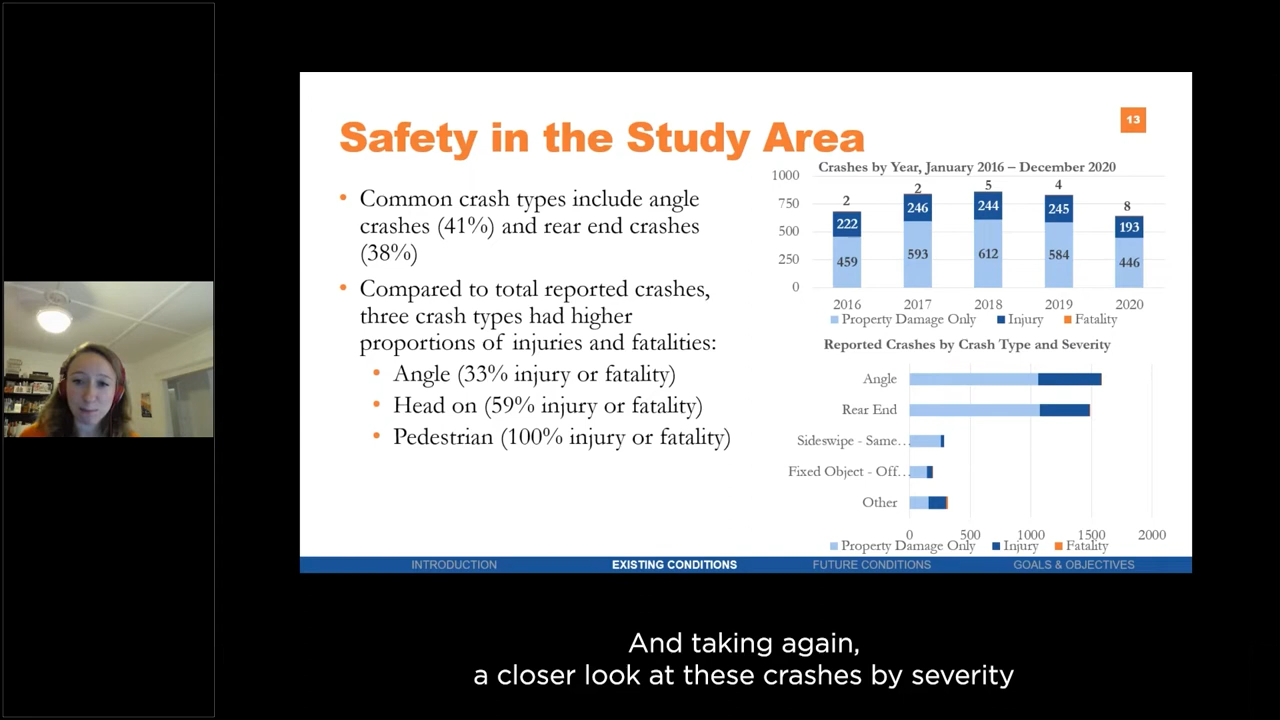 Safety in the Study Area
13
• Common crash types include angle
crashes (41%) and rear end crashes
(38%)
• Compared to total reported crashes,
three crash types had higher
proportions of injuries and fatalities:
• Angle (33% injury or fatality)
• Head on (59% injury or fatality)
• Pedestrian (100% injury or fatality)
Crashes by Year, January 2016 – December 2020
1000
750
500
250
0
2
2
5
4
8
222
246
244
245
193
459
593
612
584
446
2016 2017 2018 2019 2020
Property Damage Only Injury Fatality
Reported Crashes by Crash Type and Severity
Angle
Rear End
Sideswipe - Same…
Fixed Object - Off…
Other
0 500 1000 1500 2000
Property Damage Only Injury Fatality
INTRODUCTION EXISTING CONDITIONS FUTURE CONDITIONS GOALS & OBJECTIVES
And taking again,
a closer look at these crashes by severity